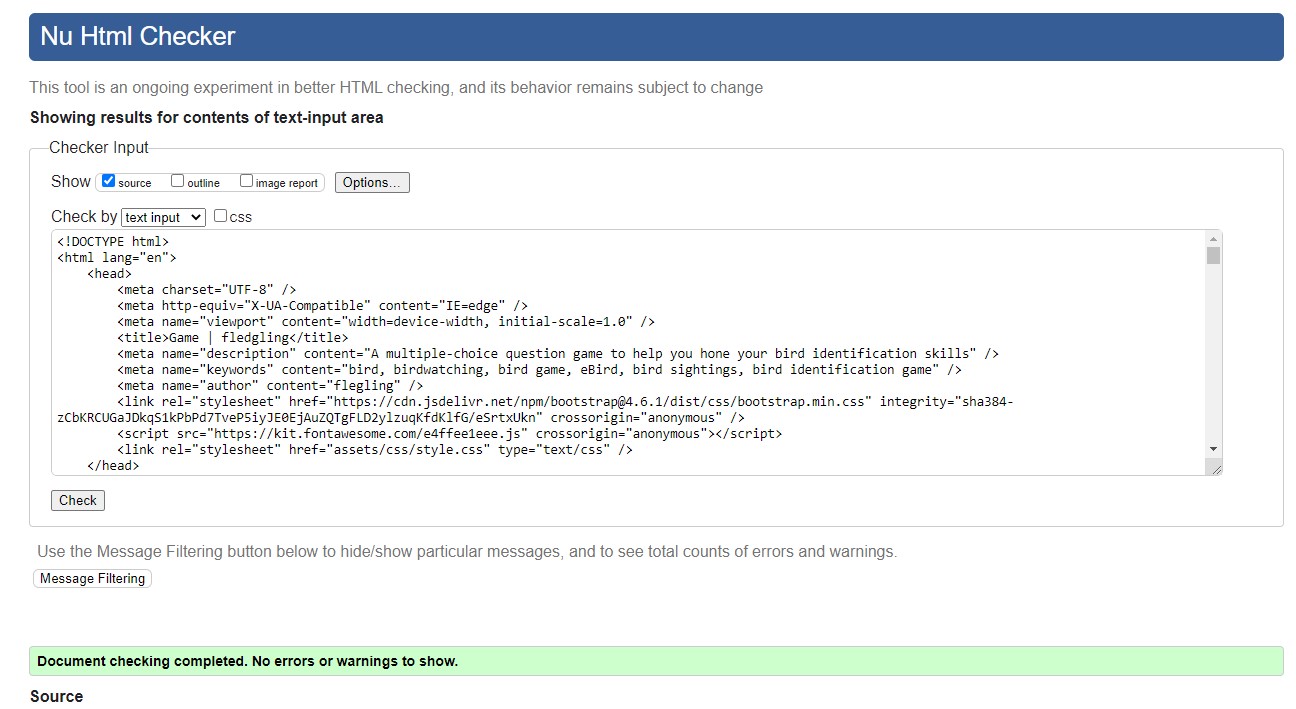 Nu Html Checker
This tool is an ongoing experiment in better HTML checking, and its behavior remains subject to change
Showing results for contents of text-input area
Checker Input
Show source outline image report Options...
Check by text input css
<!DOCTYPE html>
<html lang="en">
<head>
<meta charset="UTF-8" />
<meta http-equiv="X-UA-Compatible" content="IE=edge" />
<meta name="viewport" content="width=device-width, initial-scale=1.0" />
<title>Game | fledgling</title>
<meta name="description" content="A multiple-choice question game to help you hone your bird identification skills" />
<meta name="keywords" content="bird, birdwatching, bird game, eBird, bird sightings, bird identification game" />
<meta name="author" content="flegling" />
<link rel="stylesheet" href="https://cdn.jsdelivr.net/npm/bootstrap@4.6.1/dist/css/bootstrap.min.css" integrity="sha384-
zCbKRCUGaJDkqS1kPbPd7TveP5iyJE0EjAuZQTgFLD2ylzuqKfdKlfG/eSrtxUkn" crossorigin="anonymous" />
<script src="https://kit.fontawesome.com/e4ffee1eee.js" crossorigin="anonymous"></script>
<link rel="stylesheet" href="assets/css/style.css" type="text/css" />
</head>
Check
Use the Message Filtering button below to hide/show particular messages, and to see total counts of errors and warnings.
Message Filtering
Document checking completed. No errors or warnings to show.
Source